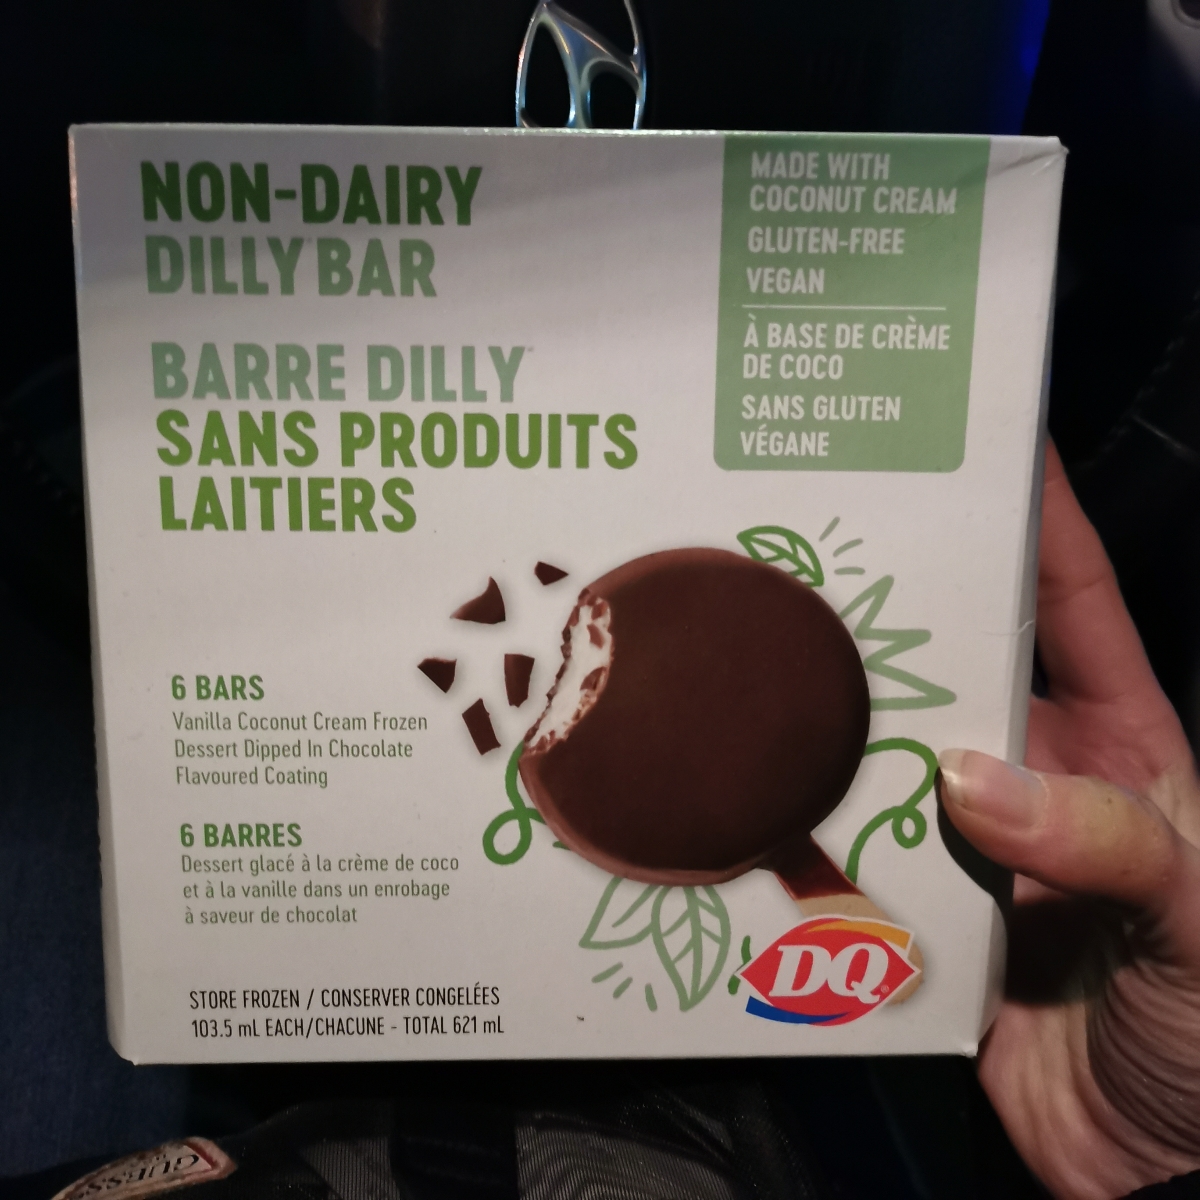 NON-DAIRY
DILLY BAR
BARRE DILLY
SANS PRODUITS
LAITIERS
MADE WITH
COCONUT CREAM
GLUTEN-FREE
VEGAN
À BASE DE CRÈME
DE COCO
SANS GLUTEN
VÉGANE
6 BARS
Vanilla Coconut Cream Frozen
Dessert Dipped In Chocolate
Flavoured Coating
6 BARRES
Dessert glacé à la crème de coco
et à la vanille dans un enrobage
à saveur de chocolat
DQ®
STORE FROZEN / CONSERVER CONGELÉES
103.5 mL EACH/CHACUNE - TOTAL 621 mL
GUESS